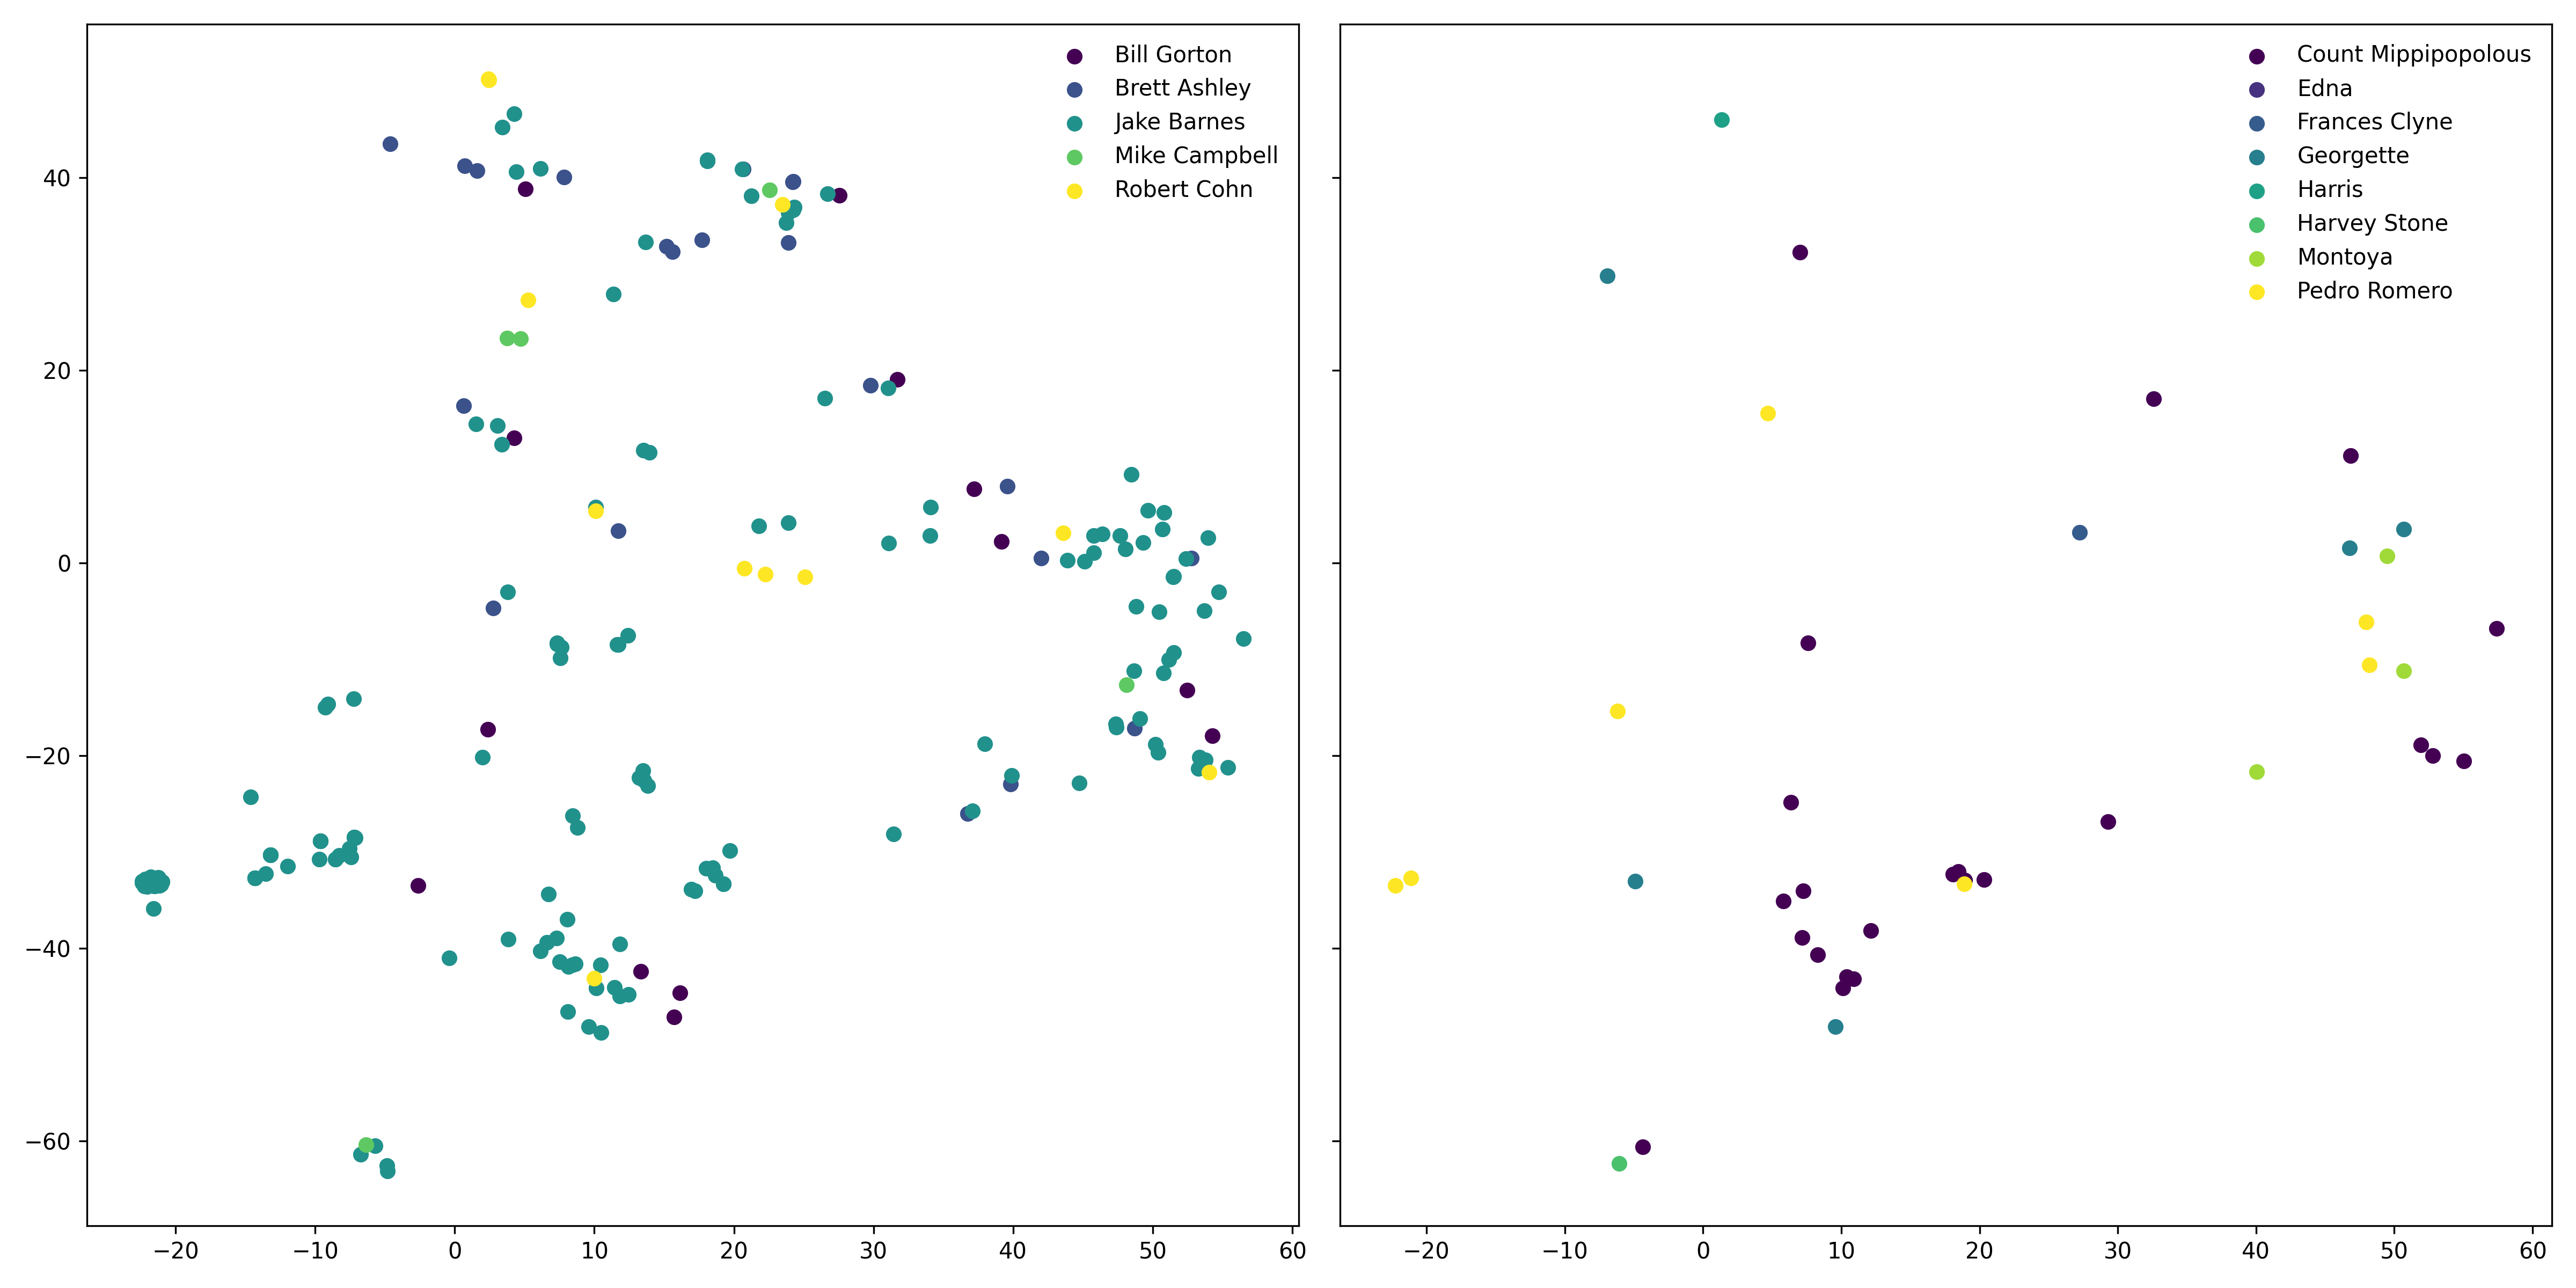 Bill Gorton
Brett Ashley
Jake Barnes
Mike Campbell
Robert Cohn
40
20
0
−20
−40
−60
−20 −10 0 10 20 30 40 50 60
Count Mippipopolous
Edna
Frances Clyne
Georgette
Harris
Harvey Stone
Montoya
Pedro Romero
−20 −10 0 10 20 30 40 50 60